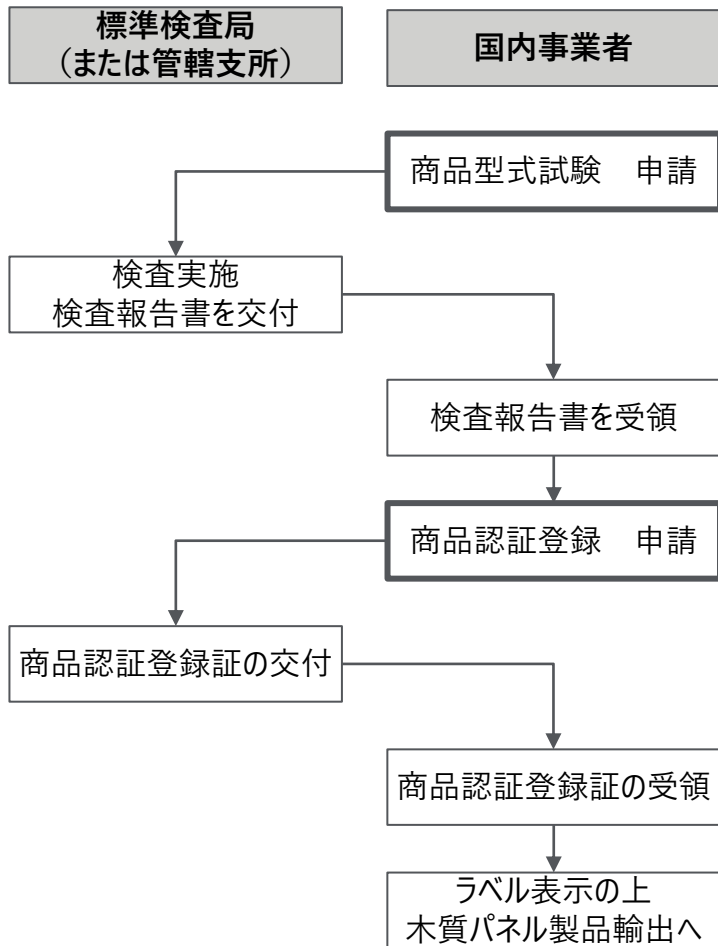 標準検査局
（または管轄支所）
国内事業者
商品型式試験　申請
検査実施
検査報告書を交付
検査報告書を受領
商品認証登録　申請
商品認証登録証の交付
商品認証登録証の受領
ラベル表示の上
木質パネル製品輸出へ